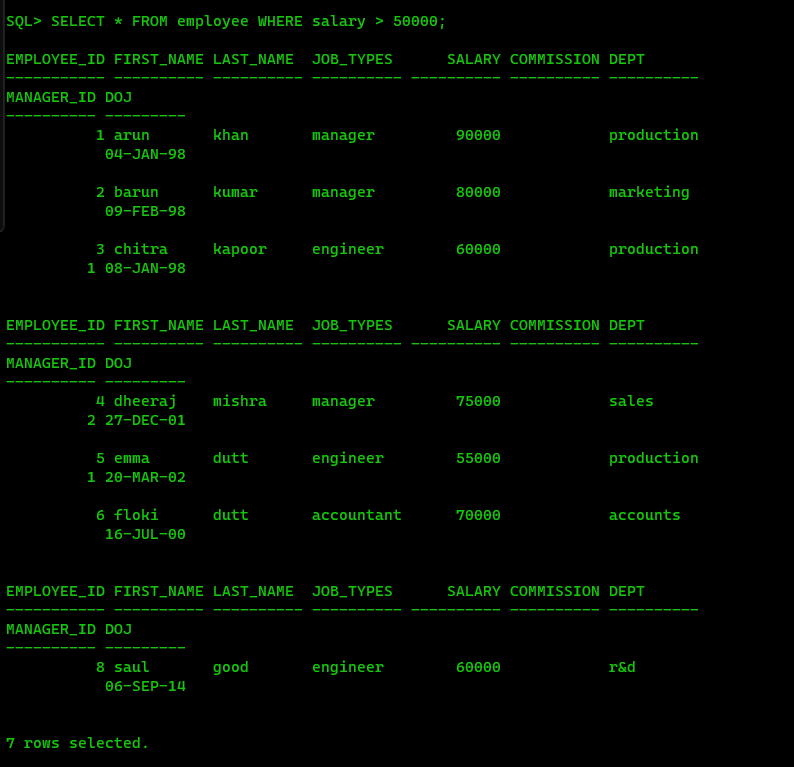 SQL> SELECT * FROM employee WHERE salary > 50000;
EMPLOYEE_ID FIRST_NAME LAST_NAME  JOB_TYPES      SALARY COMMISSION DEPT
----------- ---------- ---------- ---------- ---------- ---------- ----------
MANAGER_ID DOJ
---------- ---------
          1 arun       khan       manager         90000            production
           04-JAN-98
          2 barun      kumar      manager         80000            marketing
           09-FEB-98
          3 chitra     kapoor     engineer        60000            production
         1 08-JAN-98
EMPLOYEE_ID FIRST_NAME LAST_NAME  JOB_TYPES      SALARY COMMISSION DEPT
----------- ---------- ---------- ---------- ---------- ---------- ----------
MANAGER_ID DOJ
---------- ---------
          4 dheeraj    mishra     manager         75000            sales
         2 27-DEC-01
          5 emma       dutt       engineer        55000            production
         1 20-MAR-02
          6 floki      dutt       accountant      70000            accounts
           16-JUL-00
EMPLOYEE_ID FIRST_NAME LAST_NAME  JOB_TYPES      SALARY COMMISSION DEPT
----------- ---------- ---------- ---------- ---------- ---------- ----------
MANAGER_ID DOJ
---------- ---------
          8 saul       good       engineer        60000            r&d
           06-SEP-14
7 rows selected.